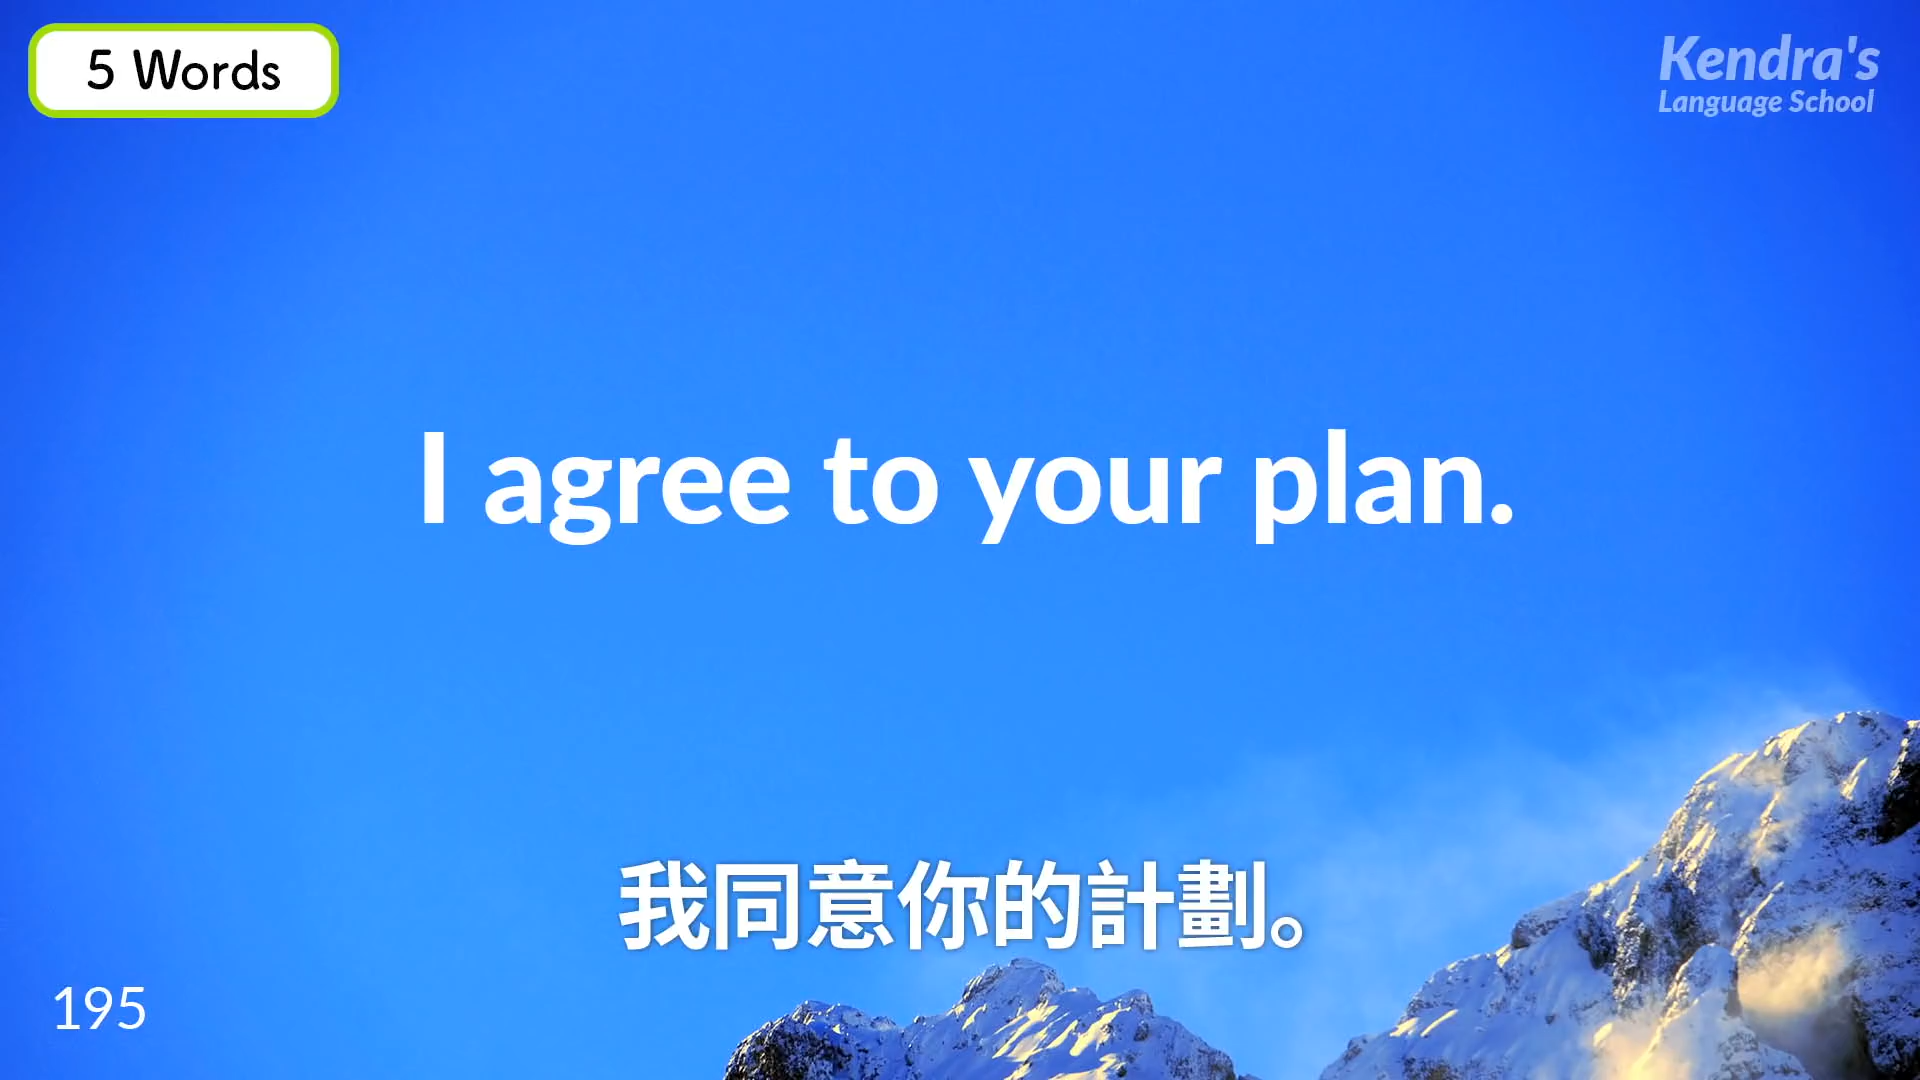 5 Words
Kendra's
Language School
I agree to your plan.
我同意你的計劃。
195